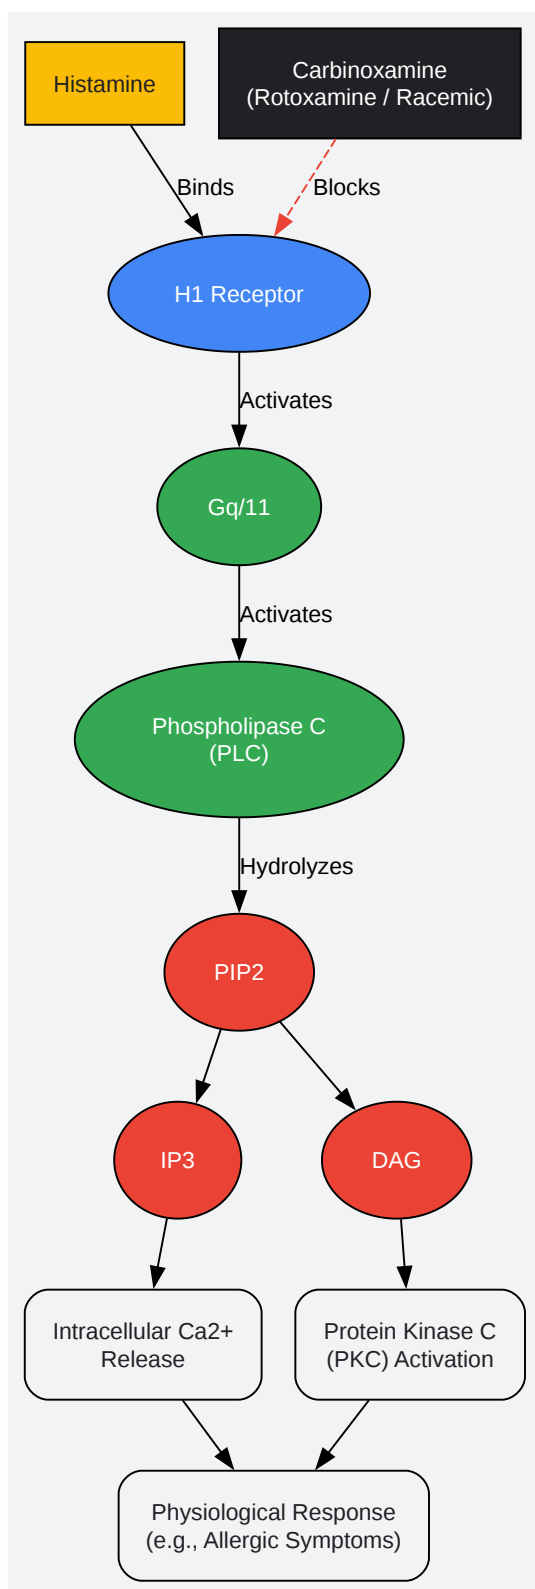 Histamine
Carbinoxamine
(Rotoxamine / Racemic)
Binds
Blocks
H1 Receptor
Activates
Gq/11
Activates
Phospholipase C
(PLC)
Hydrolyzes
PIP2
IP3
DAG
Intracellular Ca2+
Release
Protein Kinase C
(PKC) Activation
Physiological Response
(e.g., Allergic Symptoms)